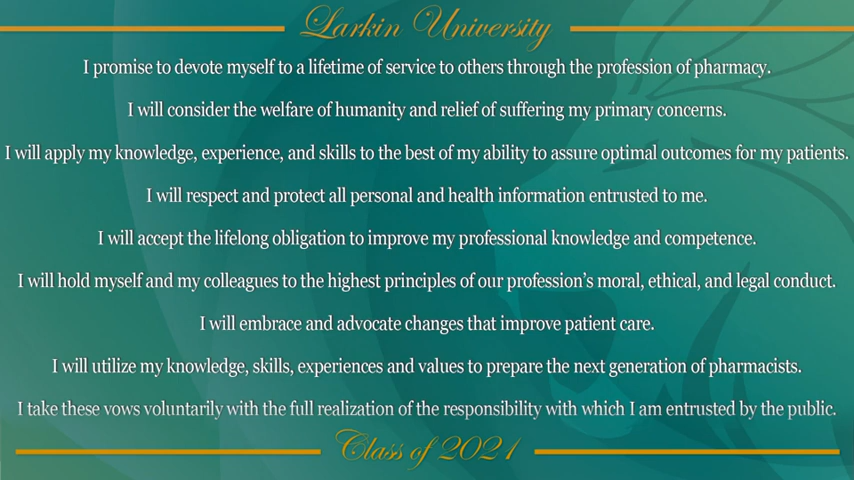 Larkin University
I promise to devote myself to a lifetime of service to others through the profession of pharmacy.
I will consider the welfare of humanity and relief of suffering my primary concerns.
I will apply my knowledge, experience, and skills to the best of my ability to assure optimal outcomes for my patients.
I will respect and protect all personal and health information entrusted to me.
I will accept the lifelong obligation to improve my professional knowledge and competence.
I will hold myself and my colleagues to the highest principles of our profession’s moral, ethical, and legal conduct.
I will embrace and advocate changes that improve patient care.
I will utilize my knowledge, skills, experiences and values to prepare the next generation of pharmacists.
I take these vows voluntarily with the full realization of the responsibility with which I am entrusted by the public.
Class of 2021